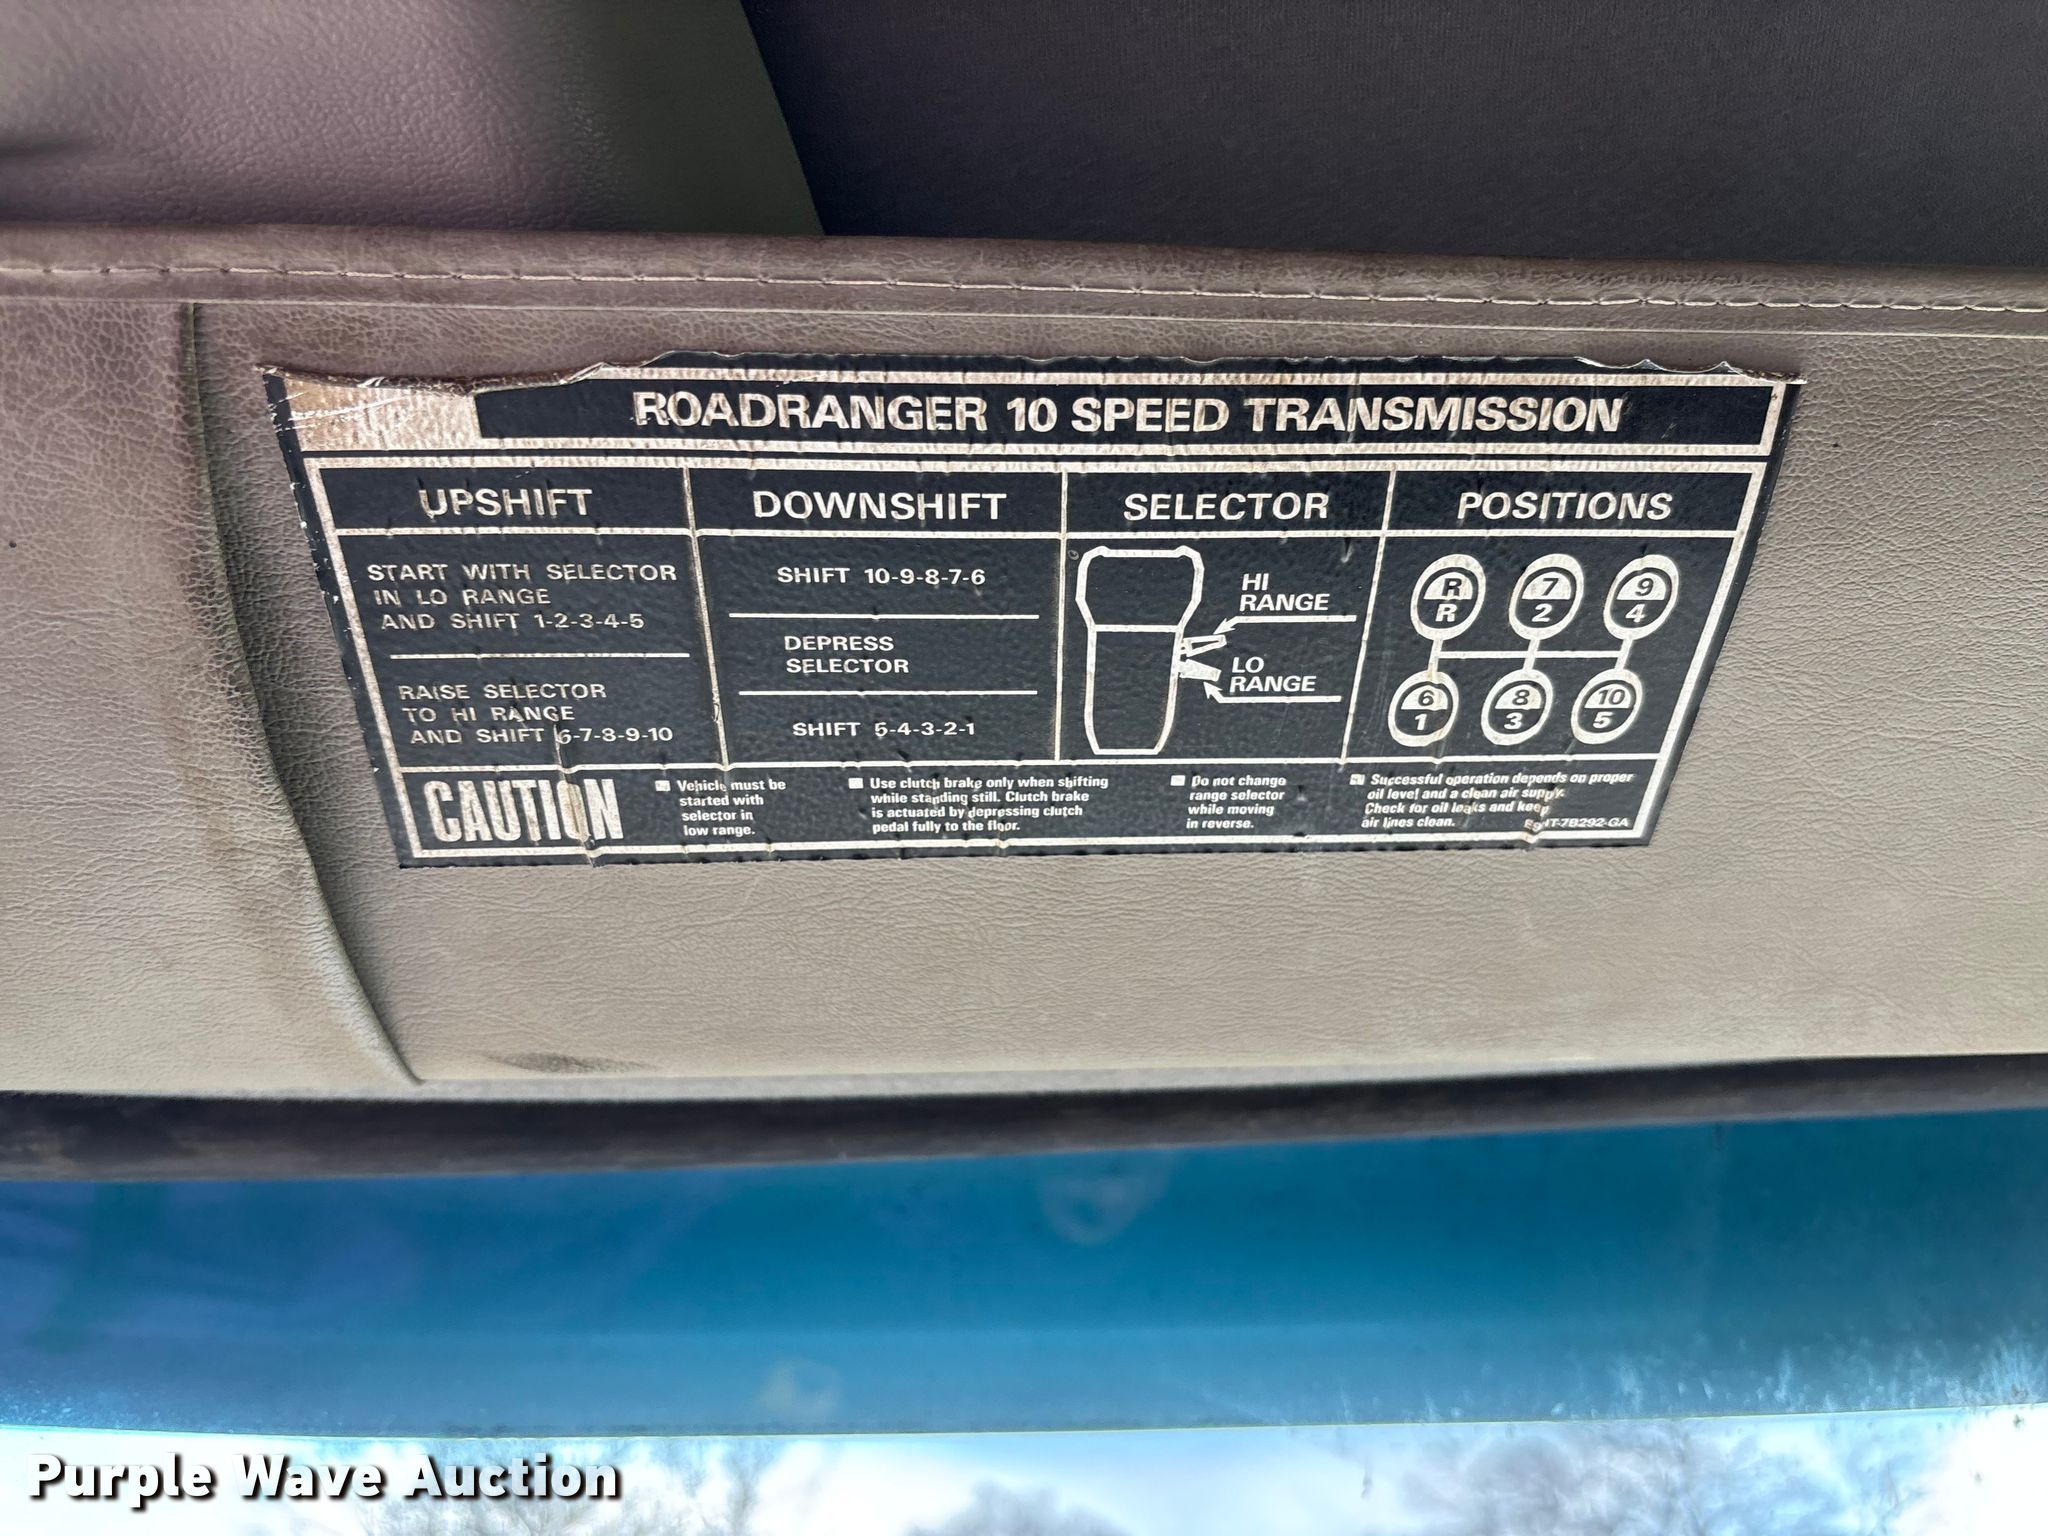 ROADRANGER 10 SPEED TRANSMISSION
UPSHIFT
START WITH SELECTOR
IN LO RANGE
AND SHIFT 1-2-3-4-5
RAISE SELECTOR
TO HI RANGE
AND SHIFT 6-7-8-9-10
DOWNSHIFT
SHIFT 10-9-8-7-6
DEPRESS
SELECTOR
SHIFT 5-4-3-2-1
SELECTOR
HI
RANGE
LO
RANGE
POSITIONS
R 7 9
R 2 4
6 8 10
1 3 5
CAUTION
Vehicle must be
started with
selector in
low range.
Use clutch brake only when shifting
while standing still. Clutch brake
is actuated by depressing clutch
pedal fully to the floor.
Do not change
range selector
while moving
in reverse.
Successful operation depends on proper
oil level and a clean air supply.
Check for oil leaks and keep
air lines clean.
E9HT-7B292-GA
Purple Wave Auction